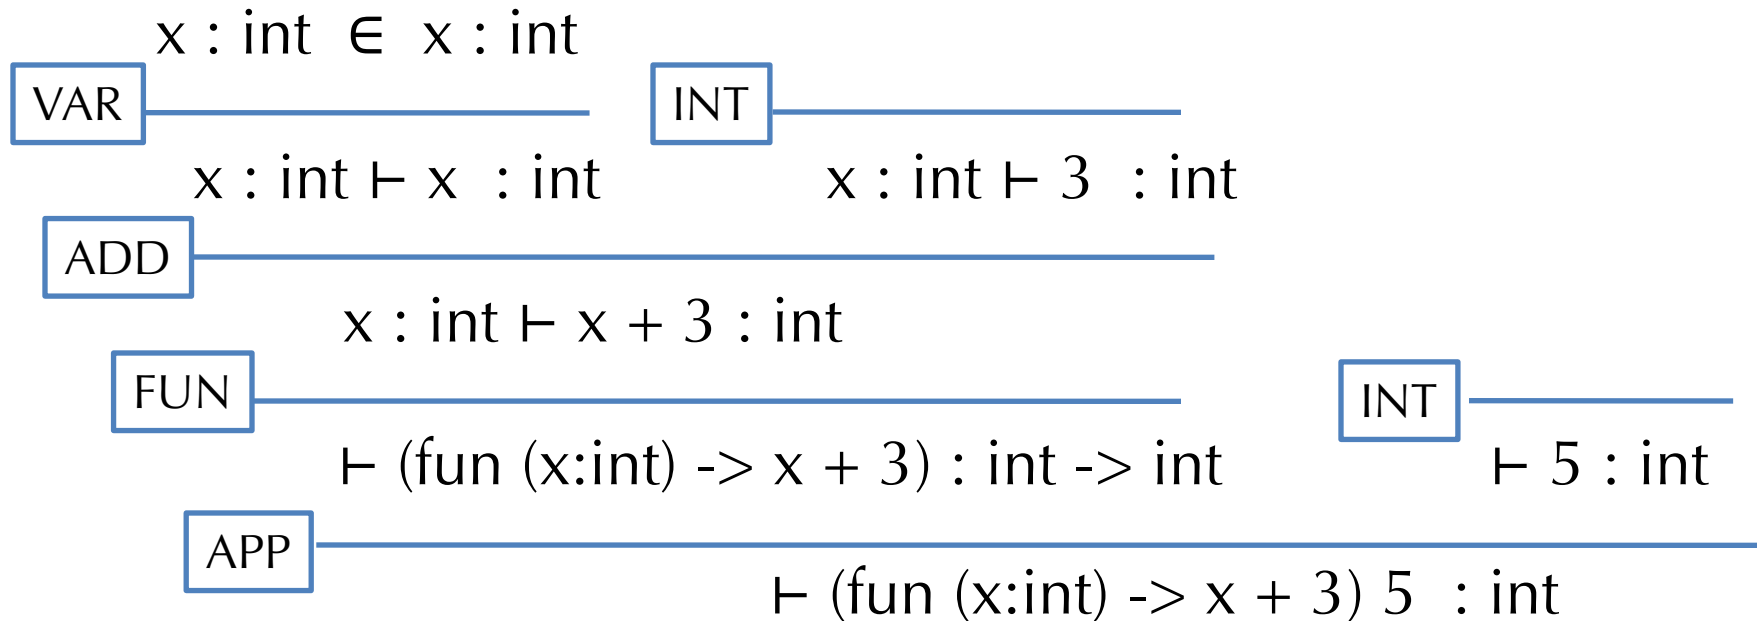 x : int ∈ x : int
VAR INT
x : int ⊢ x : int x : int ⊢ 3 : int
ADD
x : int ⊢ x + 3 : int
FUN INT
⊢ (fun (x:int) -> x + 3) : int -> int ⊢ 5 : int
APP
⊢ (fun (x:int) -> x + 3) 5 : int